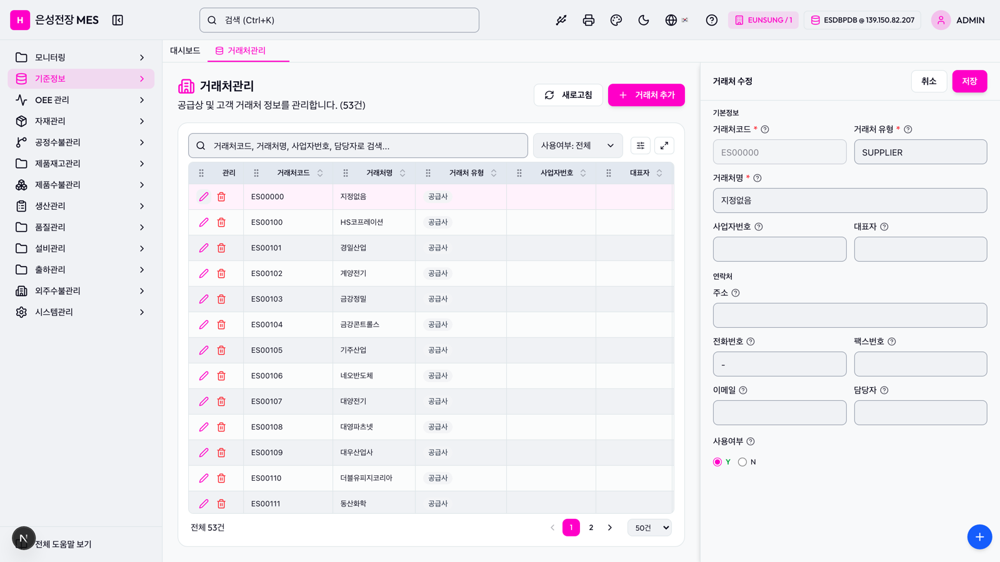 H 은성전장 MES
검색 (Ctrl+K)
EUNSUNG / 1
ESDBPDB @ 139.150.82.207
ADMIN
모니터링
기준정보
OEE 관리
자재관리
공정수불관리
제품재고관리
제품수불관리
생산관리
품질관리
설비관리
출하관리
외주수불관리
시스템관리
N
전체 도움말 보기
대시보드
거래처관리
거래처관리
공급상 및 고객 거래처 정보를 관리합니다. (53건)
새로고침
거래처 추가
거래처코드, 거래처명, 사업자번호, 담당자로 검색...
사용여부: 전체
관리 거래처코드 거래처명 거래처 유형 사업자번호 대표자
ES00000 지정없음 공급사
ES00100 HS코프레이션 공급사
ES00101 경일산업 공급사
ES00102 계양전기 공급사
ES00103 금강정밀 공급사
ES00104 금강콘트롤스 공급사
ES00105 기주산업 공급사
ES00106 네오반도체 공급사
ES00107 대양전기 공급사
ES00108 대영파츠넷 공급사
ES00109 대우산업사 공급사
ES00110 더블유피지코리아 공급사
ES00111 동산화학 공급사
전체 53건
1 2
50건
거래처 수정
취소
저장
기본정보
거래처코드 * 거래처 유형 *
ES00000 SUPPLIER
거래처명 *
지정없음
사업자번호 대표자
연락처
주소
전화번호 팩스번호
-
이메일 담당자
사용여부
Y N